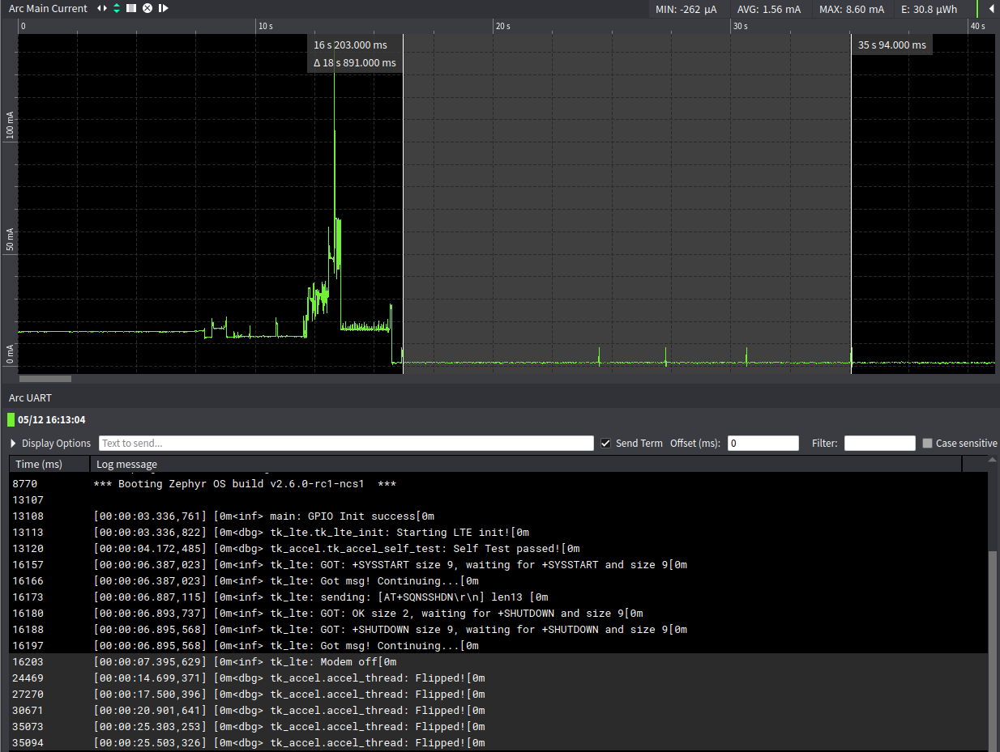 Arc Main Current
MIN: -262 µA AVG: 1.56 mA MAX: 8.60 mA E: 30.8 µWh
0 10 s 20 s 30 s 40 s
16 s 203.000 ms
Δ 18 s 891.000 ms
35 s 94.000 ms
100 mA
50 mA
0 mA
Arc UART
05/12 16:13:04
Display Options Text to send... Send Term Offset (ms): 0 Filter: Case sensitive
Time (ms) Log message
8770 *** Booting Zephyr OS build v2.6.0-rc1-ncs1 ***
13107
13108 [00:00:03.336,761] [0m<inf> main: GPIO Init success[0m
13113 [00:00:03.336,822] [0m<dbg> tk_lte.tk_lte_init: Starting LTE init![0m
13120 [00:00:04.172,485] [0m<dbg> tk_accel.tk_accel_self_test: Self Test passed![0m
16157 [00:00:06.387,023] [0m<inf> tk_lte: GOT: +SYSSTART size 9, waiting for +SYSSTART and size 9[0m
16166 [00:00:06.387,023] [0m<inf> tk_lte: Got msg! Continuing...[0m
16173 [00:00:06.887,115] [0m<inf> tk_lte: sending: [AT+SQNSSHDN\r\n] len13 [0m
16180 [00:00:06.893,737] [0m<inf> tk_lte: GOT: OK size 2, waiting for +SHUTDOWN and size 9[0m
16188 [00:00:06.895,568] [0m<inf> tk_lte: GOT: +SHUTDOWN size 9, waiting for +SHUTDOWN and size 9[0m
16197 [00:00:06.895,568] [0m<inf> tk_lte: Got msg! Continuing...[0m
16203 [00:00:07.395,629] [0m<inf> tk_lte: Modem off[0m
24469 [00:00:14.699,371] [0m<dbg> tk_accel.accel_thread: Flipped![0m
27270 [00:00:17.500,396] [0m<dbg> tk_accel.accel_thread: Flipped![0m
30671 [00:00:20.901,641] [0m<dbg> tk_accel.accel_thread: Flipped![0m
35073 [00:00:25.303,253] [0m<dbg> tk_accel.accel_thread: Flipped![0m
35094 [00:00:25.503,326] [0m<dbg> tk_accel.accel_thread: Flipped![0m